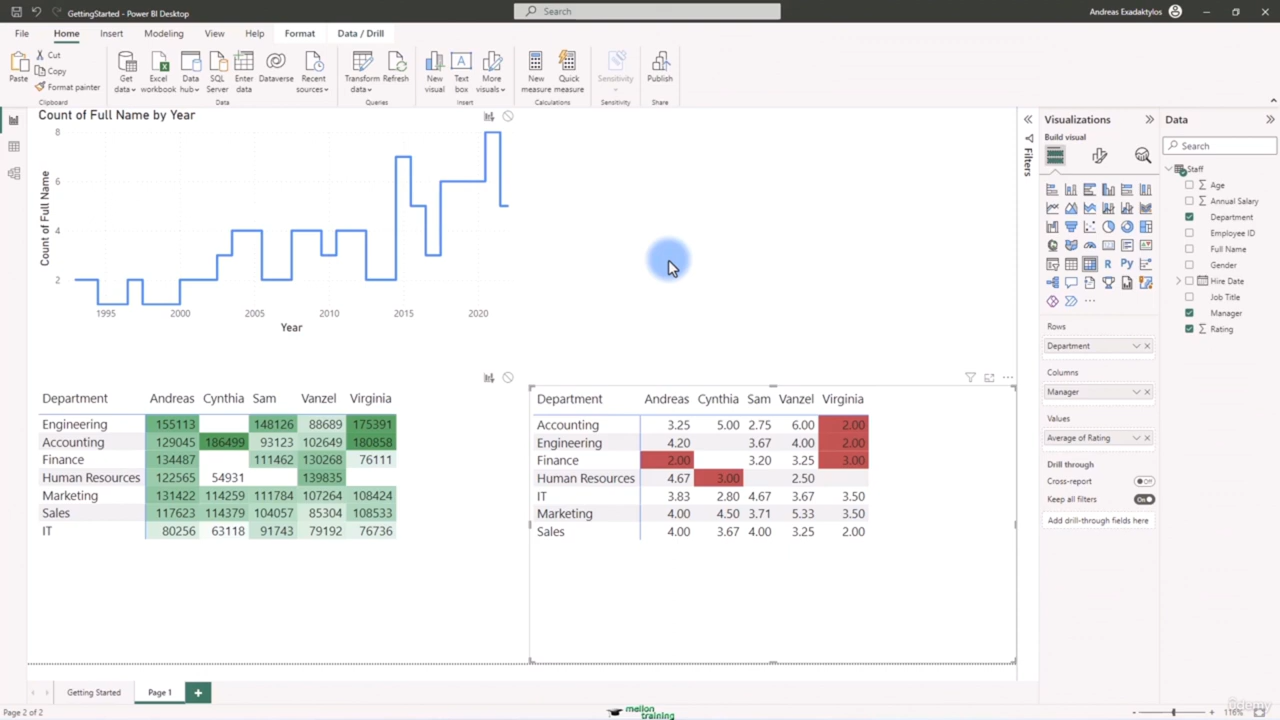 GettingStarted - Power BI Desktop
Search
Andreas Exadaktylos
File Home Insert Modeling View Help Format Data / Drill
Paste
Cut
Copy
Format painter
Clipboard
Get data
Excel workbook
Data hub
SQL Server
Enter data
Dataverse
Recent sources
Data
Transform data
Refresh
Queries
New visual
Text box
More visuals
Insert
New measure
Quick measure
Calculations
Sensitivity
Sensitivity
Publish
Share
Count of Full Name by Year
8
6
4
2
Count of Full Name
1995 2000 2005 2010 2015 2020
Year
Department Andreas Cynthia Sam Vanzel Virginia
Engineering 155113 148126 88689 175391
Accounting 129045 186499 93123 102649 180858
Finance 134487 111462 130268 76111
Human Resources 122565 54931 139835
Marketing 131422 114259 111784 107264 108424
Sales 117623 114379 104057 85304 108533
IT 80256 63118 91743 79192 76736
Department Andreas Cynthia Sam Vanzel Virginia
Accounting 3.25 5.00 2.75 6.00 2.00
Engineering 4.20 3.67 4.00 2.00
Finance 2.00 3.20 3.25 3.00
Human Resources 4.67 3.00 2.50
IT 3.83 2.80 4.67 3.67 3.50
Marketing 4.00 4.50 3.71 5.33 3.50
Sales 4.00 3.67 4.00 3.25 2.00
Filters
Visualizations
Build visual
R Py
Rows
Department
Columns
Manager
Values
Average of Rating
Drill through
Cross-report Off
Keep all filters On
Add drill-through fields here
Data
Search
Staff
Age
Annual Salary
Department
Employee ID
Full Name
Gender
Hire Date
Job Title
Manager
Rating
Getting Started
Page 1
Page 2 of 2
mellon
training
udemy
116%